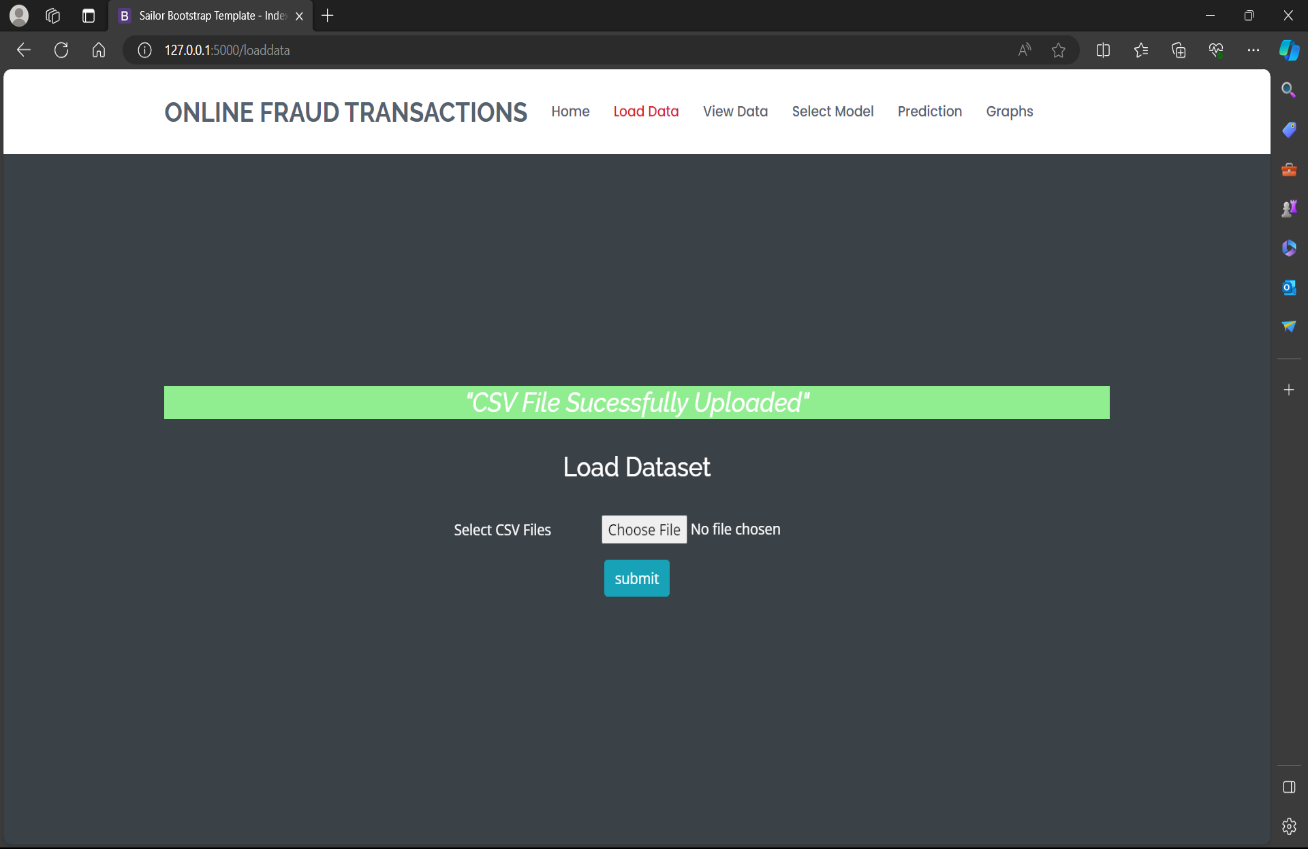 B Sailor Bootstrap Template - Inde
127.0.0.1:5000/loaddata
ONLINE FRAUD TRANSACTIONS Home Load Data View Data Select Model Prediction Graphs
"CSV File Sucessfully Uploaded"
Load Dataset
Select CSV Files Choose File No file chosen
submit